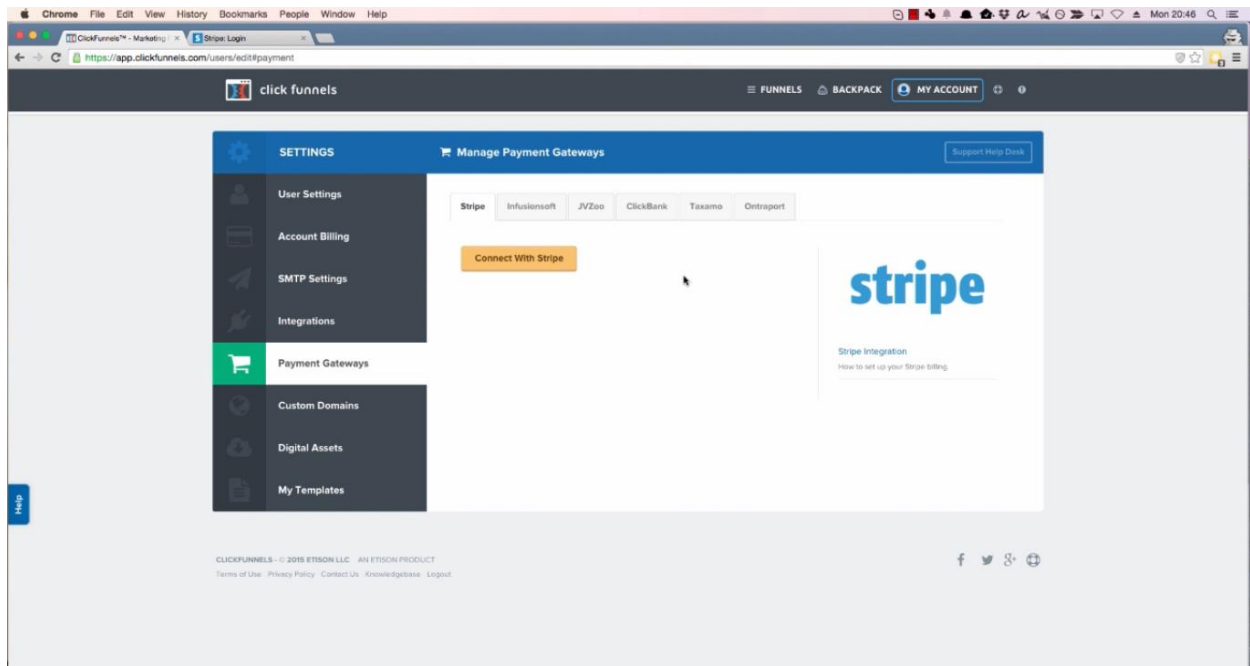 Chrome File Edit View History Bookmarks People Window Help
Mon 20:46
ClickFunnels™ - Marketing
Stripe: Login
https://app.clickfunnels.com/users/edit#payment
click funnels
FUNNELS
BACKPACK
MY ACCOUNT
SETTINGS
Manage Payment Gateways
Support Help Desk
User Settings
Account Billing
SMTP Settings
Integrations
Payment Gateways
Custom Domains
Digital Assets
My Templates
Stripe Infusionsoft JVZoo ClickBank Taxamo Ontraport
Connect With Stripe
stripe
Stripe Integration
How to set up your Stripe billing.
Help
CLICKFUNNELS - © 2015 ETISON LLC AN ETISON PRODUCT
Terms of Use Privacy Policy Contact Us Knowledgebase Logout